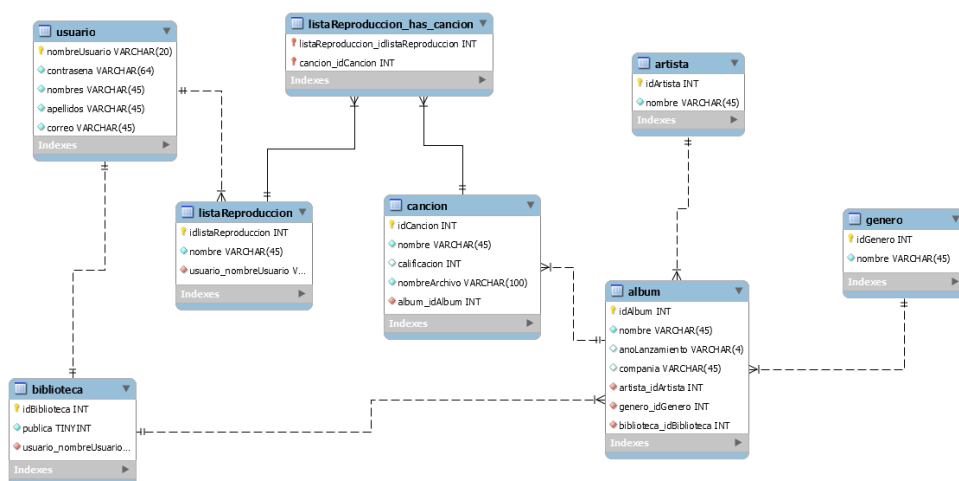 usuario
nombreUsuario VARCHAR(20)
contrasena VARCHAR(64)
nombres VARCHAR(45)
apellidos VARCHAR(45)
correo VARCHAR(45)
Indexes
listaReproduccion_has_cancion
listaReproduccion_idlistaReproduccion INT
cancion_idCancion INT
Indexes
artista
idArtista INT
nombre VARCHAR(45)
Indexes
listaReproduccion
idlistaReproduccion INT
nombre VARCHAR(45)
usuario_nombreUsuario V...
Indexes
cancion
idCancion INT
nombre VARCHAR(45)
calificacion INT
nombreArchivo VARCHAR(100)
album_idAlbum INT
Indexes
genero
idGenero INT
nombre VARCHAR(45)
Indexes
album
idAlbum INT
nombre VARCHAR(45)
anoLanzamiento VARCHAR(4)
compania VARCHAR(45)
artista_idArtista INT
genero_idGenero INT
biblioteca_idBiblioteca INT
Indexes
biblioteca
idBiblioteca INT
publica TINYINT
usuario_nombreUsuario...
Indexes